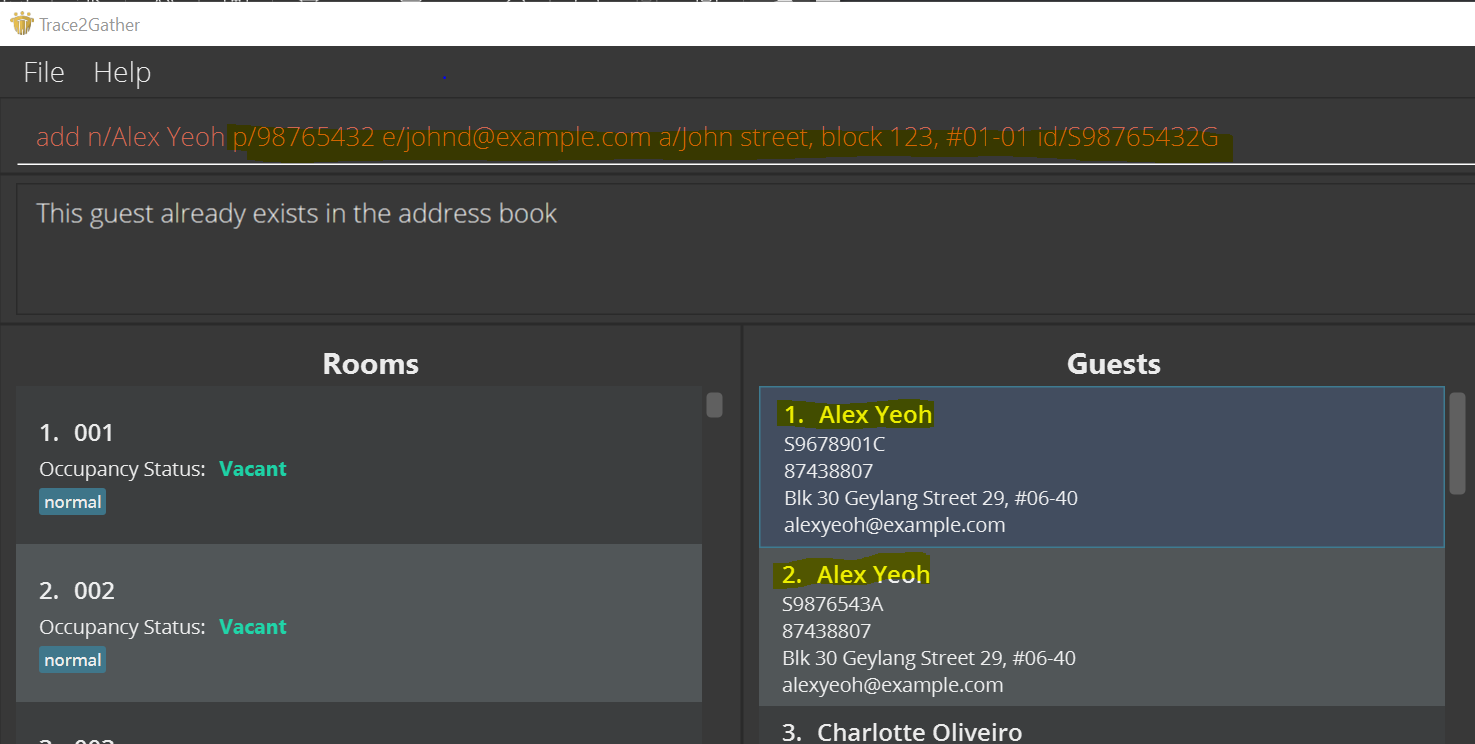 Trace2Gather
File Help
add n/Alex Yeoh p/98765432 e/johnd@example.com a/John street, block 123, #01-01 id/S98765432G
This guest already exists in the address book
Rooms
1. 001
Occupancy Status: Vacant
normal
2. 002
Occupancy Status: Vacant
normal
3. 003
Guests
1. Alex Yeoh
S9678901C
87438807
Blk 30 Geylang Street 29, #06-40
alexyeoh@example.com
2. Alex Yeoh
S9876543A
87438807
Blk 30 Geylang Street 29, #06-40
alexyeoh@example.com
3. Charlotte Oliveiro